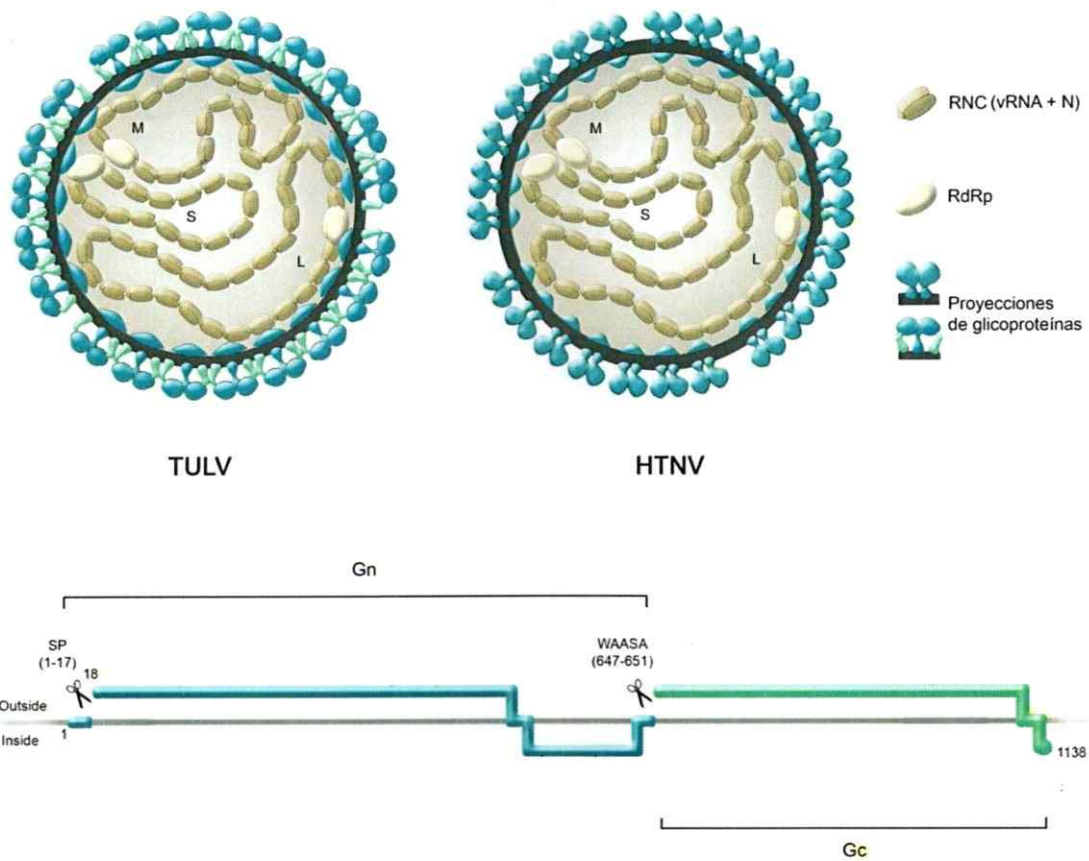 M
S
L
TULV
M
S
L
HTNV
RNC (vRNA + N)
RdRp
Proyecciones
de glicoproteínas
Gn
SP
(1-17)
18
WAASA
(647-651)
Outside
Inside
1
1138
Gc